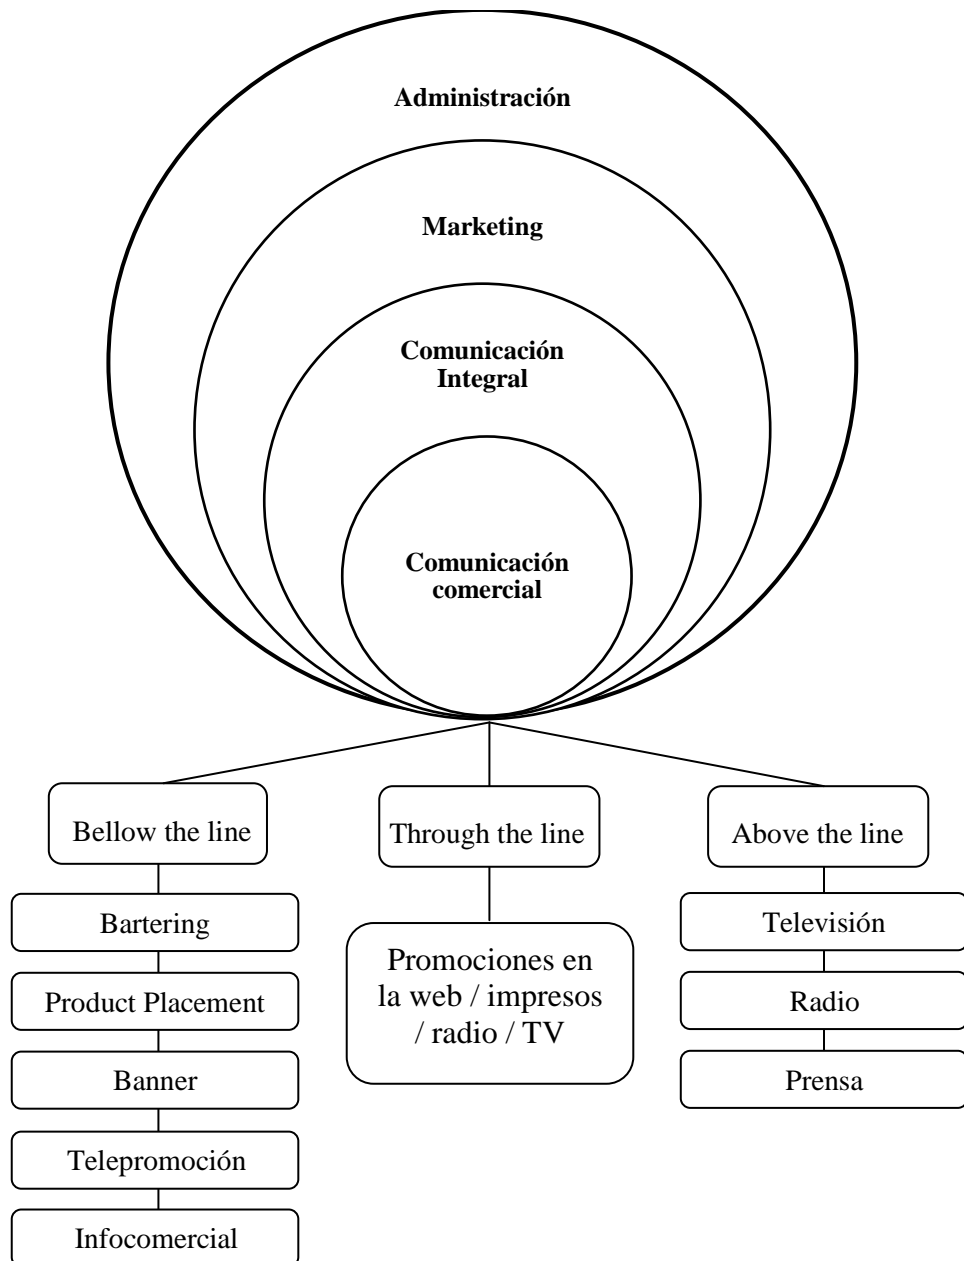 Administración
Marketing
Comunicación
Integral
Comunicación
comercial
Bellow the line
Through the line
Above the line
Bartering
Product Placement
Banner
Telepromoción
Infocomercial
Promociones en
la web / impresos
/ radio / TV
Televisión
Radio
Prensa